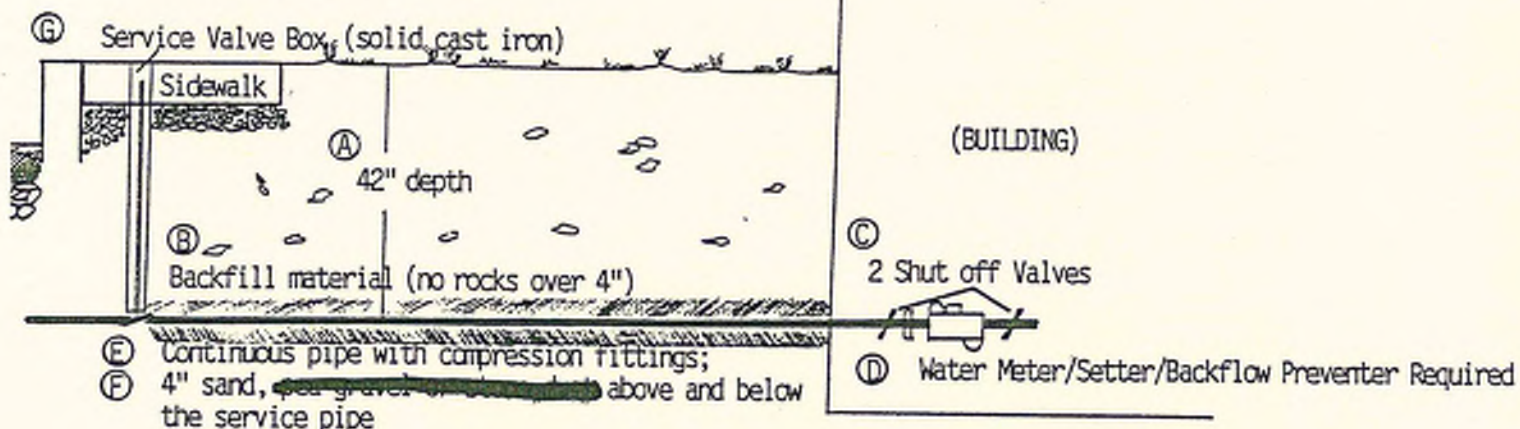 G Service Valve Box (solid cast iron)
Sidewalk
(BUILDING)
A
42" depth
B
Backfill material (no rocks over 4")
C
2 Shut off Valves
E Continuous pipe with compression fittings;
F 4" sand, above and below
the service pipe
D Water Meter/Setter/Backflow Preventer Required